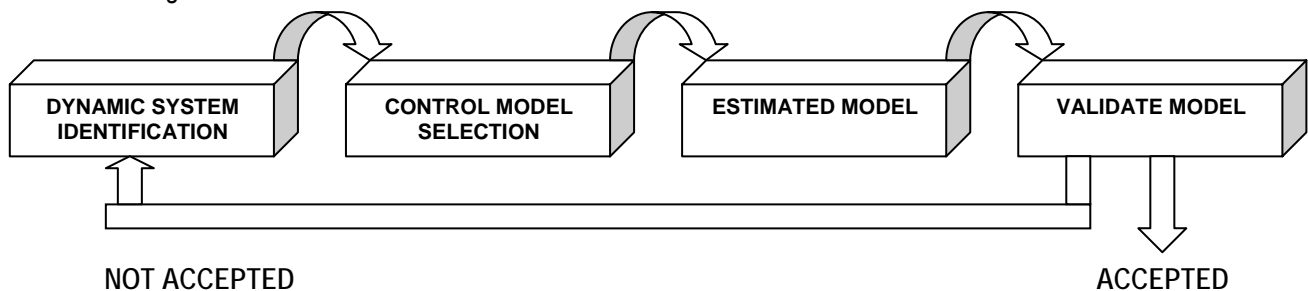 DYNAMIC SYSTEM
IDENTIFICATION
CONTROL MODEL
SELECTION
ESTIMATED MODEL
VALIDATE MODEL
NOT ACCEPTED
ACCEPTED